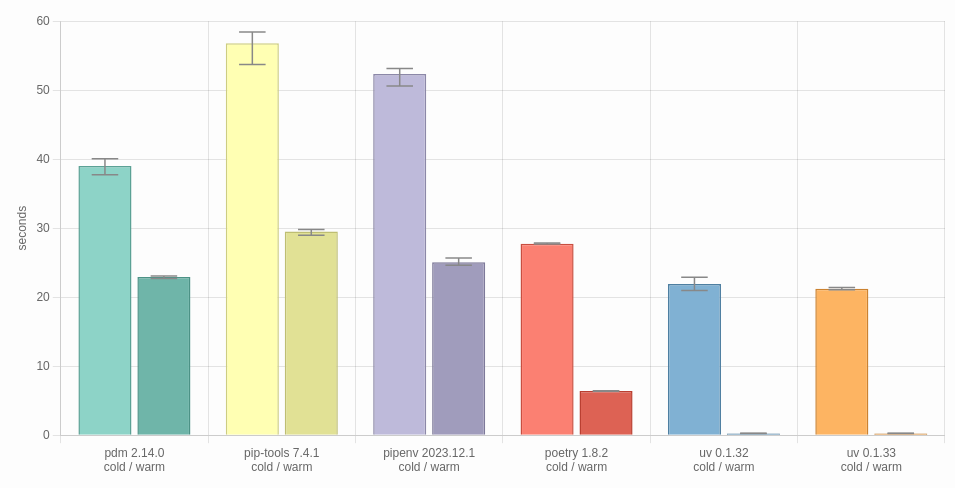 60
50
40
30
20
10
0
seconds
pdm 2.14.0
cold / warm
pip-tools 7.4.1
cold / warm
pipenv 2023.12.1
cold / warm
poetry 1.8.2
cold / warm
uv 0.1.32
cold / warm
uv 0.1.33
cold / warm